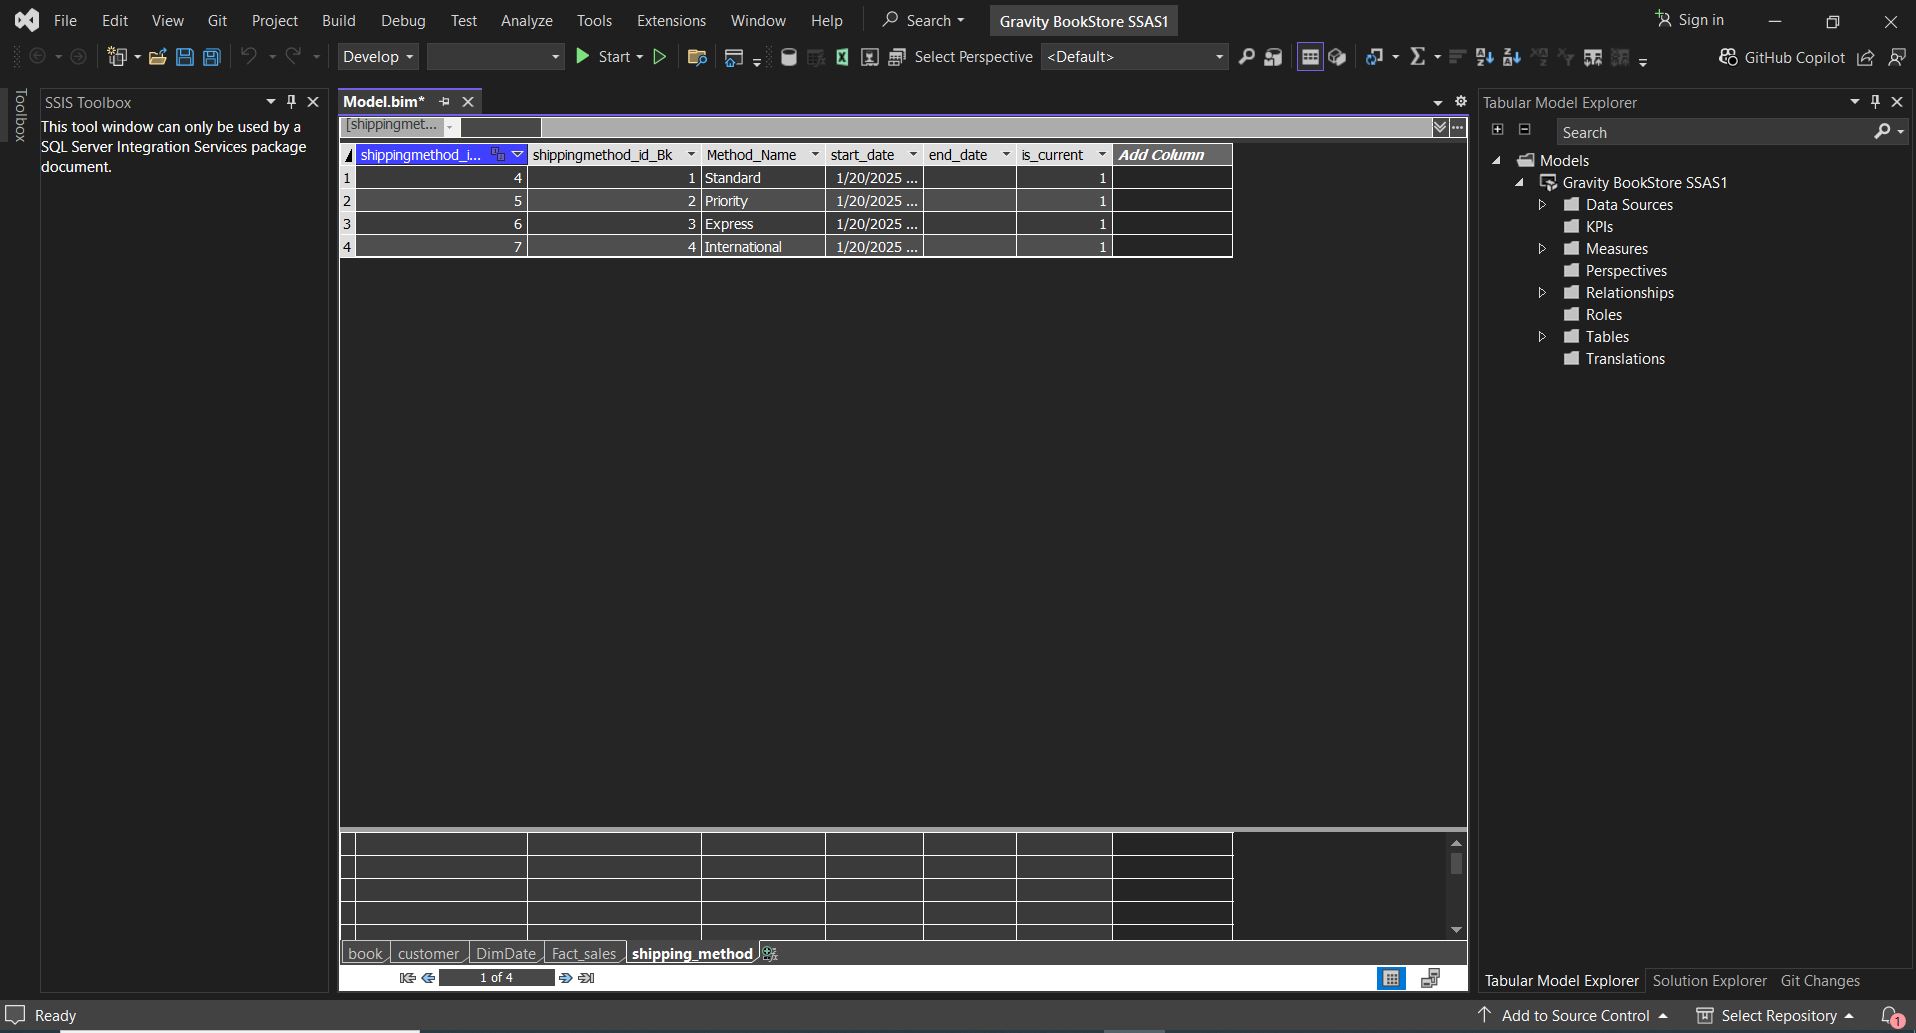 File Edit View Git Project Build Debug Test Analyze Tools Extensions Window Help Search Gravity BookStore SSAS1 Sign in
Develop Start Select Perspective <Default> GitHub Copilot
Toolbox
SSIS Toolbox
This tool window can only be used by a
SQL Server Integration Services package
document.
Model.bim*
[shippingmet...
shippingmethod_i... shippingmethod_id_Bk Method_Name start_date end_date is_current Add Column
1 4 1 Standard 1/20/2025 ... 1
2 5 2 Priority 1/20/2025 ... 1
3 6 3 Express 1/20/2025 ... 1
4 7 4 International 1/20/2025 ... 1
book customer DimDate Fact_sales shipping_method
1 of 4
Tabular Model Explorer
Search
Models
Gravity BookStore SSAS1
Data Sources
KPIs
Measures
Perspectives
Relationships
Roles
Tables
Translations
Tabular Model Explorer Solution Explorer Git Changes
Ready Add to Source Control Select Repository 1